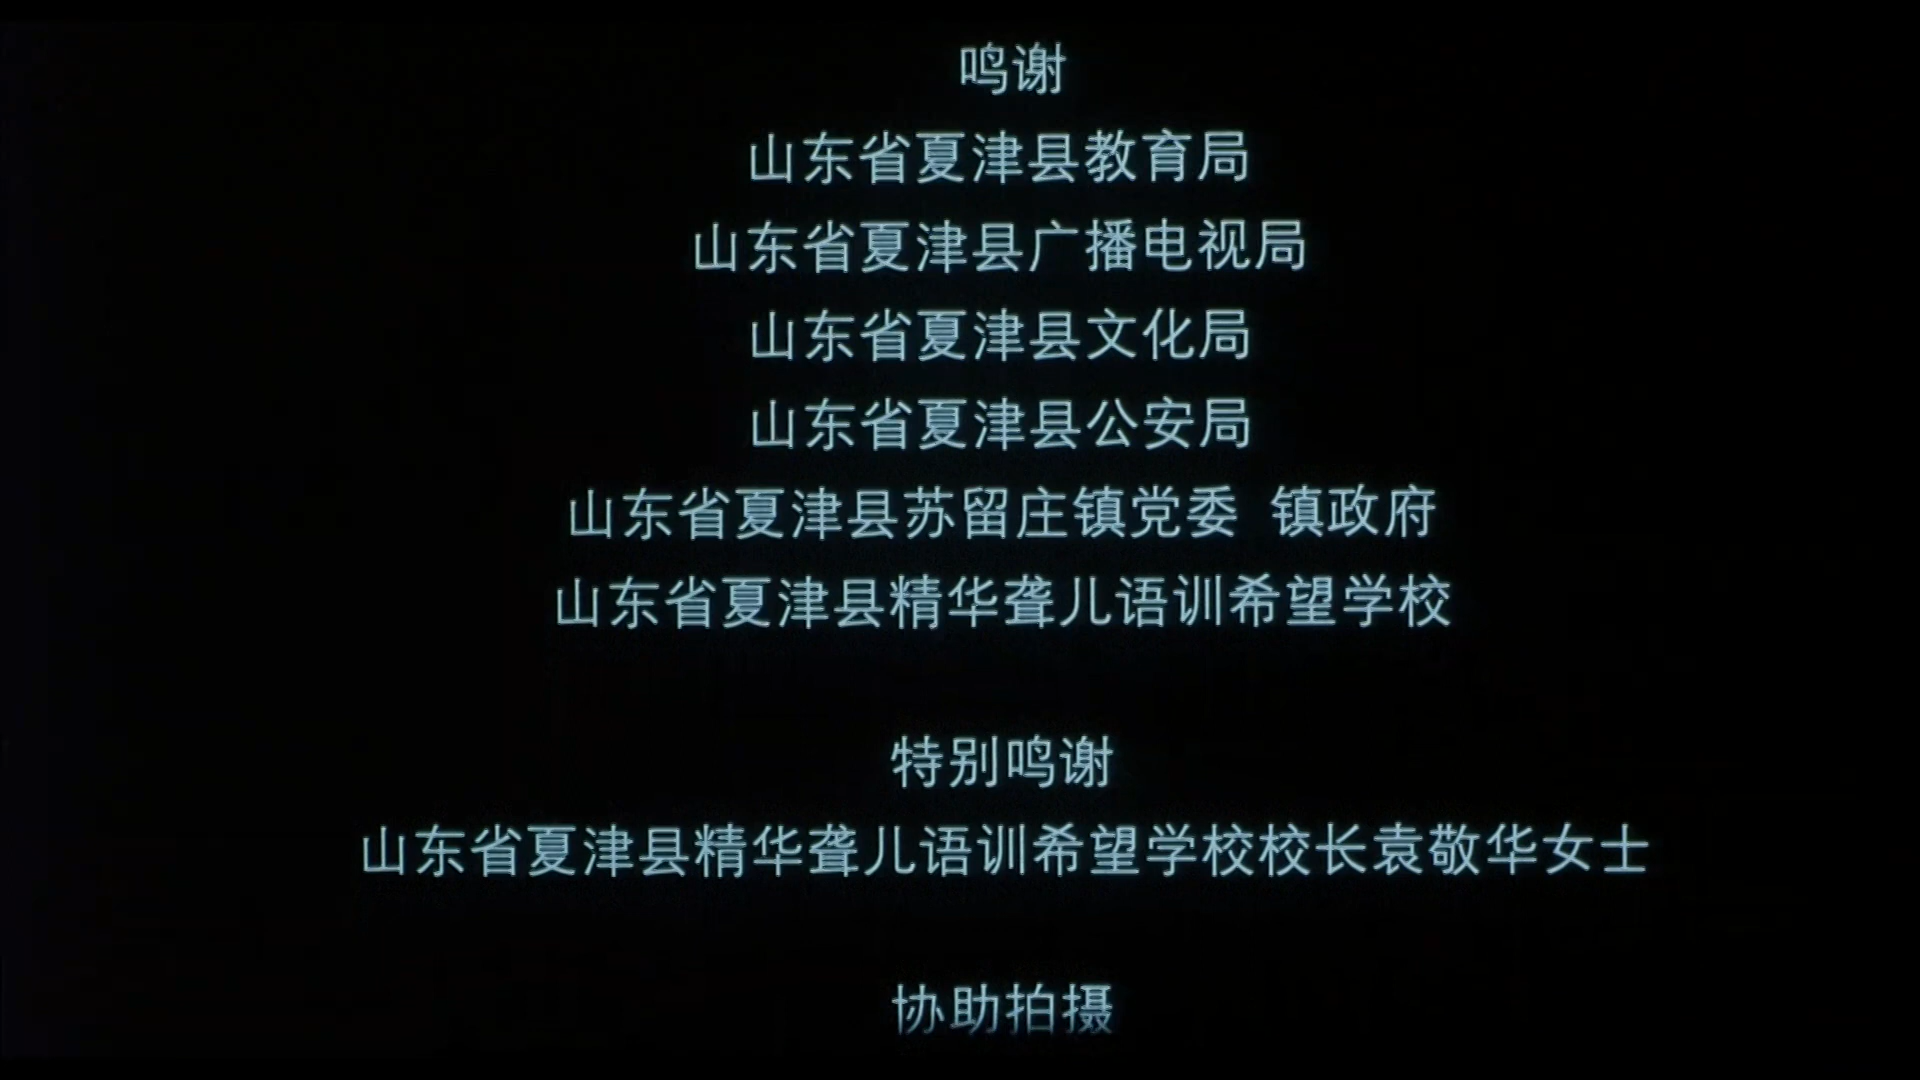 鸣谢
山东省夏津县教育局
山东省夏津县广播电视局
山东省夏津县文化局
山东省夏津县公安局
山东省夏津县苏留庄镇党委 镇政府
山东省夏津县精华聋儿语训希望学校
特别鸣谢
山东省夏津县精华聋儿语训希望学校校长袁敬华女士
协助拍摄